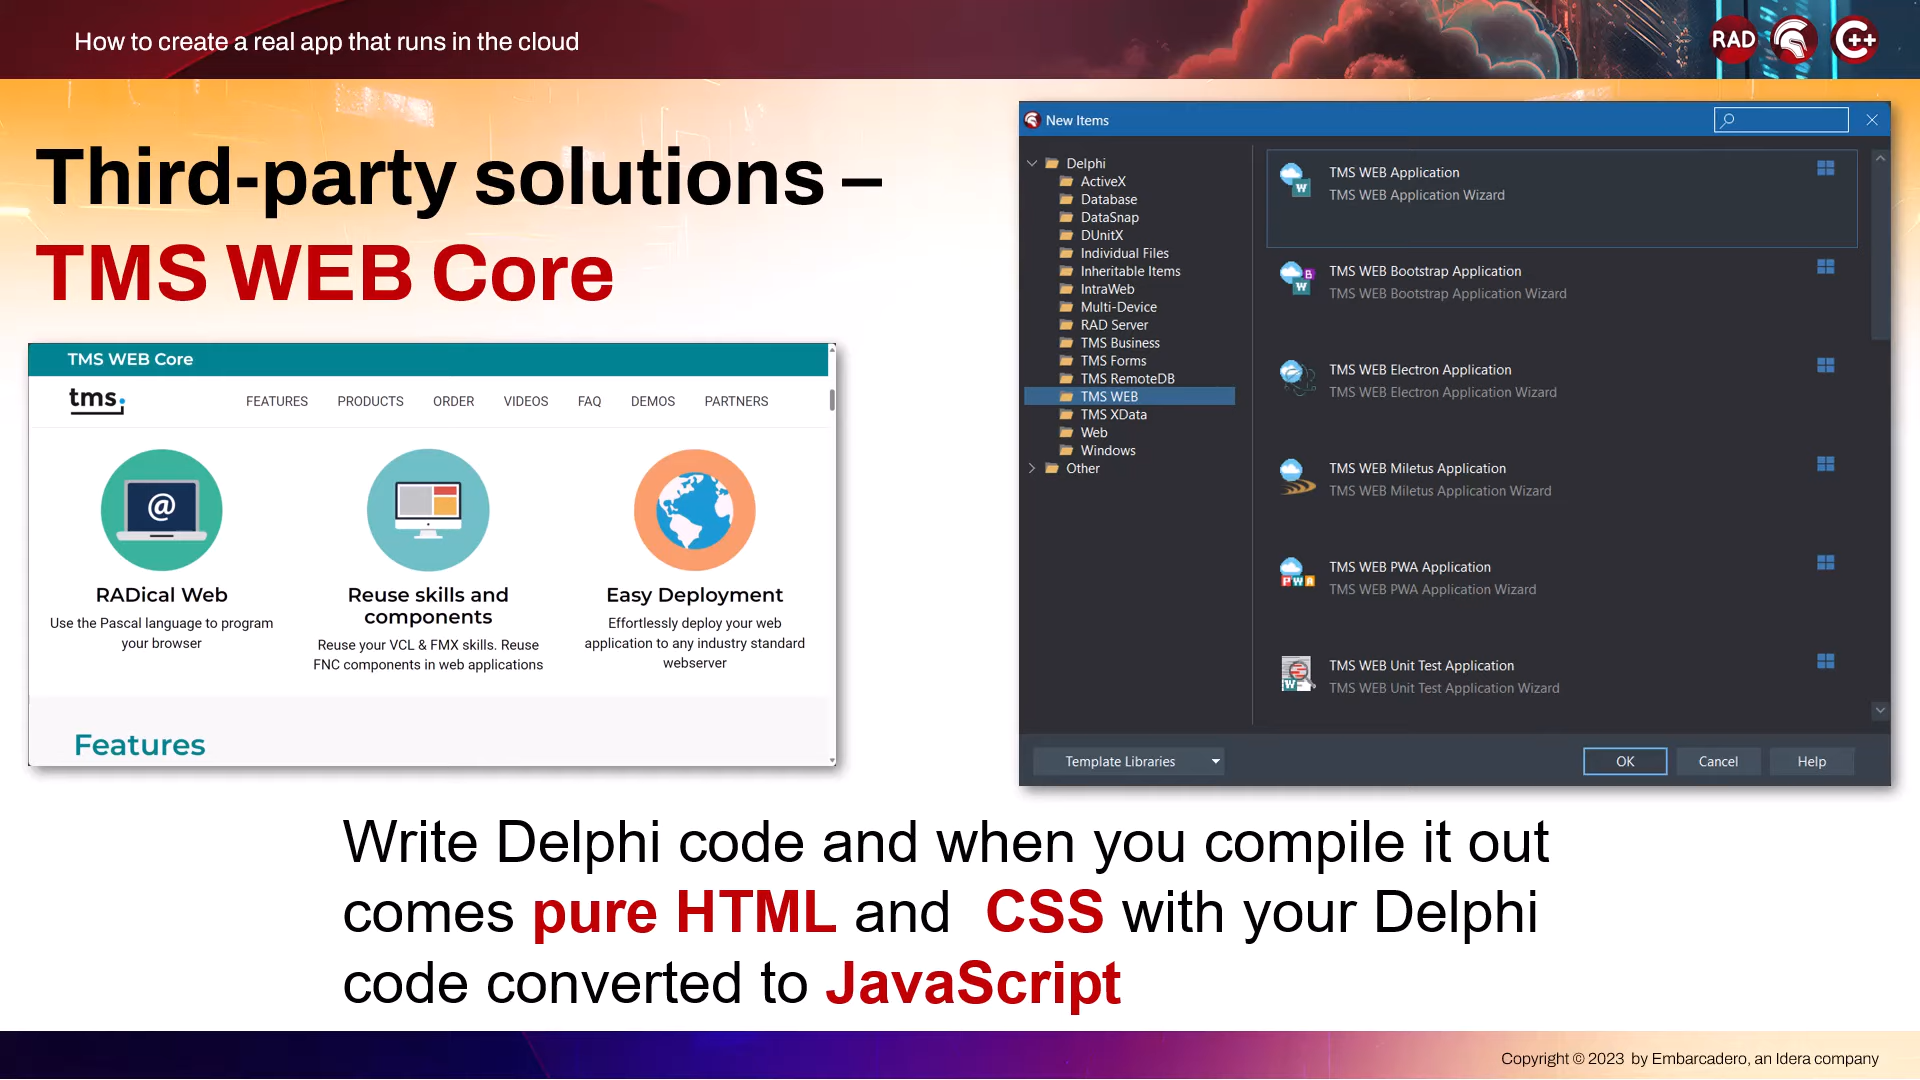 How to create a real app that runs in the cloud
RAD
C++
Third-party solutions –
TMS WEB Core
TMS WEB Core
tms.
FEATURES PRODUCTS ORDER VIDEOS FAQ DEMOS PARTNERS
@
RADical Web
Use the Pascal language to program
your browser
Reuse skills and
components
Reuse your VCL & FMX skills. Reuse
FNC components in web applications
Easy Deployment
Effortlessly deploy your web
application to any industry standard
webserver
Features
New Items
Delphi
ActiveX
Database
DataSnap
DUnitX
Individual Files
Inheritable Items
IntraWeb
Multi-Device
RAD Server
TMS Business
TMS Forms
TMS RemoteDB
TMS WEB
TMS XData
Web
Windows
Other
W
TMS WEB Application
TMS WEB Application Wizard
B
W
TMS WEB Bootstrap Application
TMS WEB Bootstrap Application Wizard
TMS WEB Electron Application
TMS WEB Electron Application Wizard
TMS WEB Miletus Application
TMS WEB Miletus Application Wizard
PWA
TMS WEB PWA Application
TMS WEB PWA Application Wizard
W
TMS WEB Unit Test Application
TMS WEB Unit Test Application Wizard
Template Libraries
OK Cancel Help
Write Delphi code and when you compile it out
comes pure HTML and CSS with your Delphi
code converted to JavaScript
Copyright © 2023 by Embarcadero, an Idera company